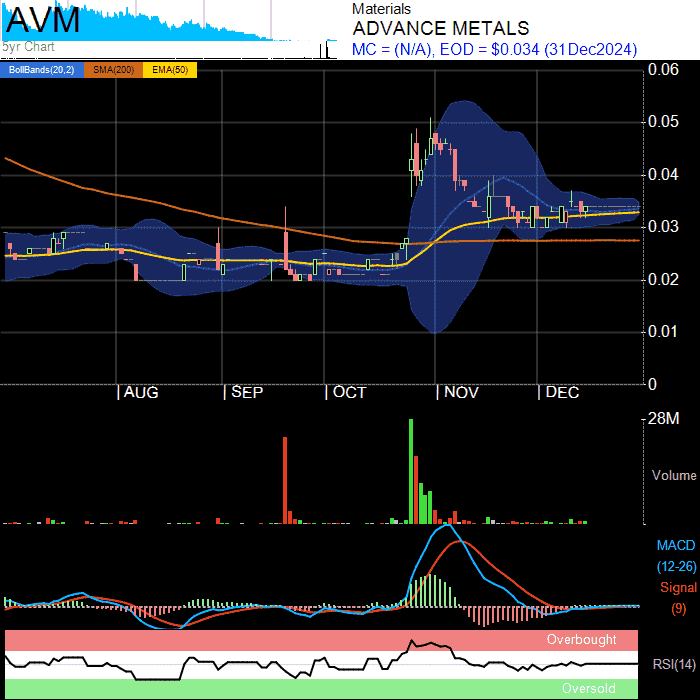 AVM
5yr Chart
Materials
ADVANCE METALS
MC = (N/A), EOD = $0.034 (31Dec2024)
BollBands(20,2) SMA(200) EMA(50)
0.06
0.05
0.04
0.03
0.02
0.01
0
AUG SEP OCT NOV DEC
28M
Volume
MACD
(12-26)
Signal
(9)
Overbought
RSI(14)
Oversold